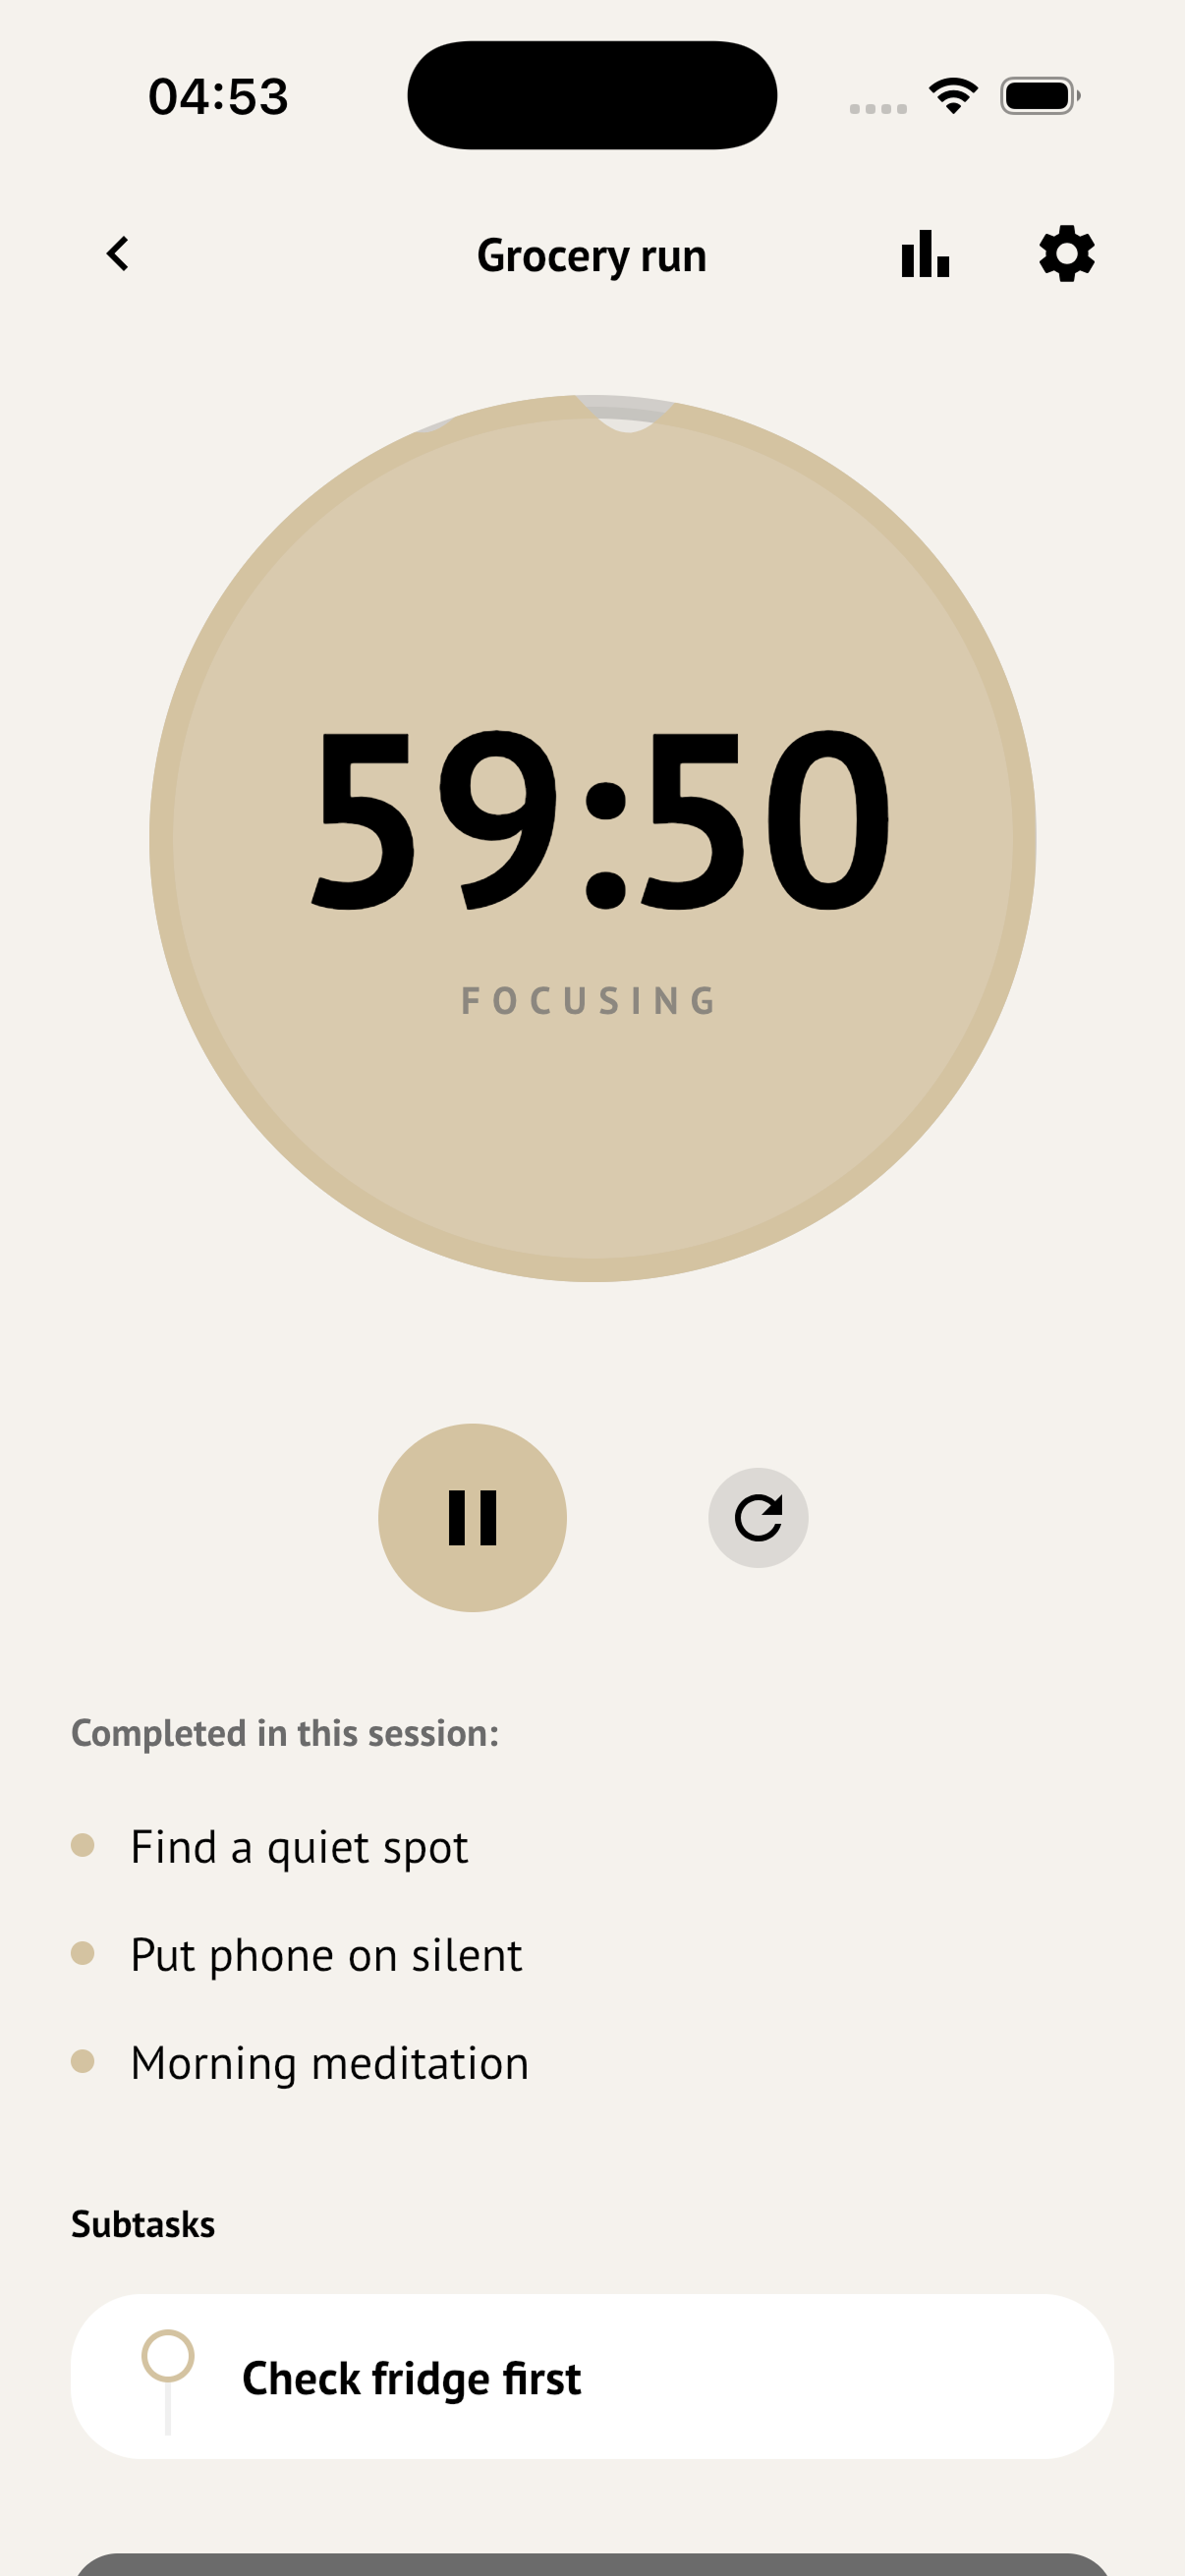 04:53
Grocery run
59:50
FOCUSING
Completed in this session:
Find a quiet spot
Put phone on silent
Morning meditation
Subtasks
Check fridge first